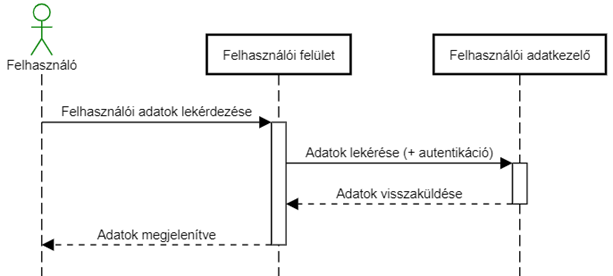 Felhasználó
Felhasználói felület
Felhasználói adatkezelő
Felhasználói adatok lekérdezése
Adatok lekérése (+ autentikáció)
Adatok visszaküldése
Adatok megjelenítve